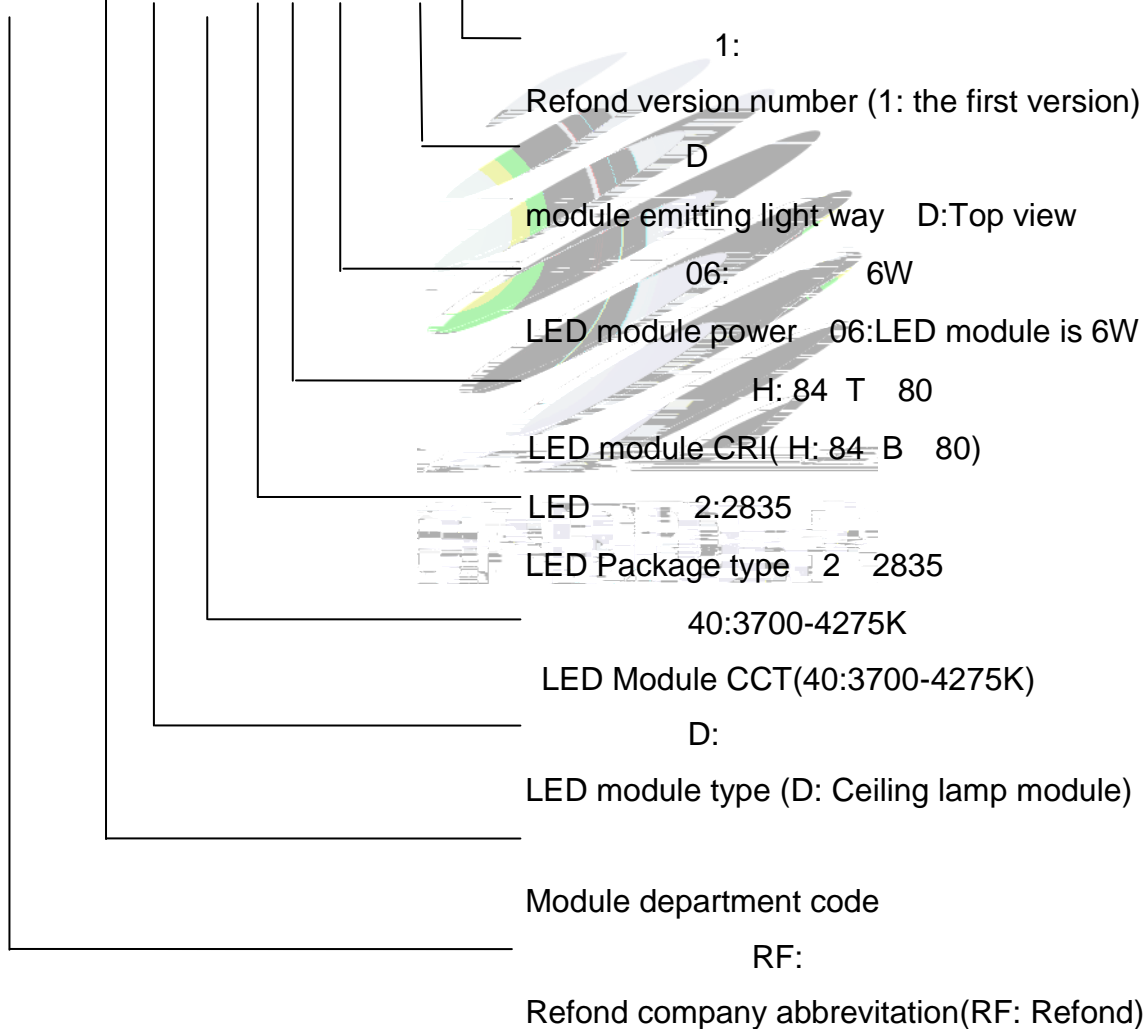 1:
Refond version number (1: the first version)
D
module emitting light way D:Top view
06: 6W
LED module power 06:LED module is 6W
H: 84 T 80
LED module CRI( H: 84 B 80)
LED 2:2835
LED Package type 2 2835
40:3700-4275K
LED Module CCT(40:3700-4275K)
D:
LED module type (D: Ceiling lamp module)
Module department code
RF:
Refond company abbrevitation(RF: Refond)